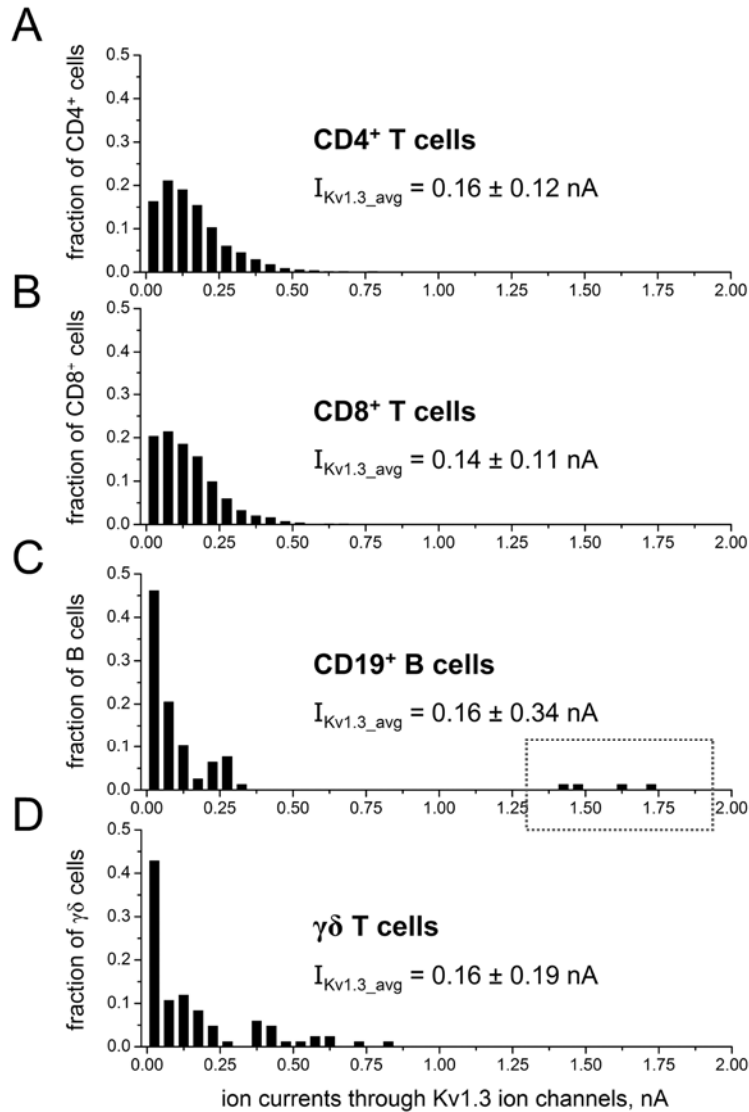 A
fraction of CD4⁺ cells
0.5
0.4
0.3
0.2
0.1
0.0
CD4⁺ T cells
I_Kv1.3_avg = 0.16 ± 0.12 nA
0.00 0.25 0.50 0.75 1.00 1.25 1.50 1.75 2.00
B
fraction of CD8⁺ cells
0.5
0.4
0.3
0.2
0.1
0.0
CD8⁺ T cells
I_Kv1.3_avg = 0.14 ± 0.11 nA
0.00 0.25 0.50 0.75 1.00 1.25 1.50 1.75 2.00
C
fraction of B cells
0.5
0.4
0.3
0.2
0.1
0.0
CD19⁺ B cells
I_Kv1.3_avg = 0.16 ± 0.34 nA
0.00 0.25 0.50 0.75 1.00 1.25 1.50 1.75 2.00
D
fraction of γδ cells
0.5
0.4
0.3
0.2
0.1
0.0
γδ T cells
I_Kv1.3_avg = 0.16 ± 0.19 nA
0.00 0.25 0.50 0.75 1.00 1.25 1.50 1.75 2.00
ion currents through Kv1.3 ion channels, nA